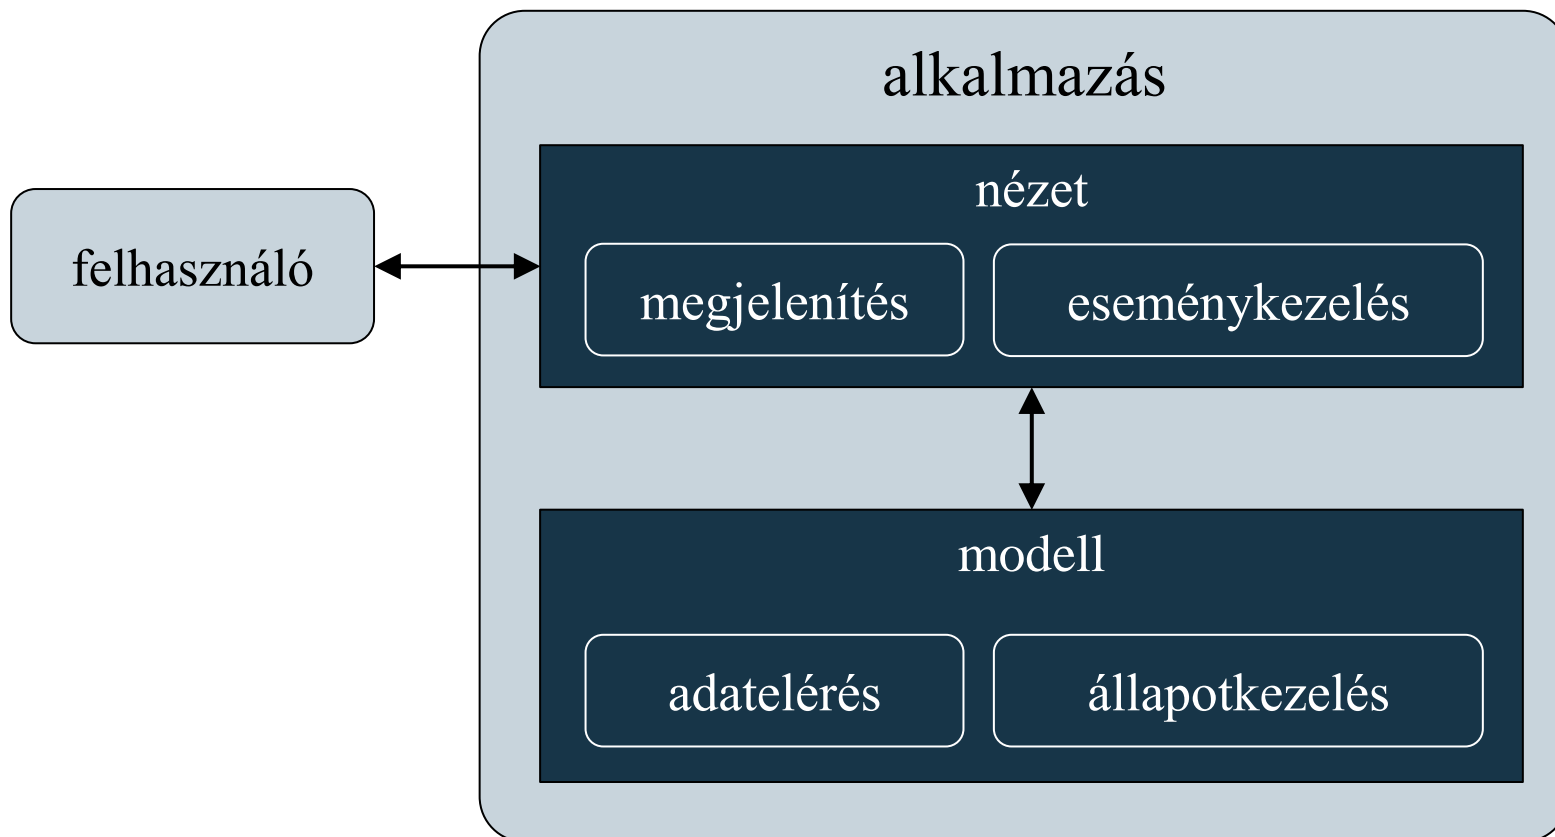 alkalmazás
nézet
felhasználó
megjelenítés
eseménykezelés
modell
adatelérés
állapotkezelés